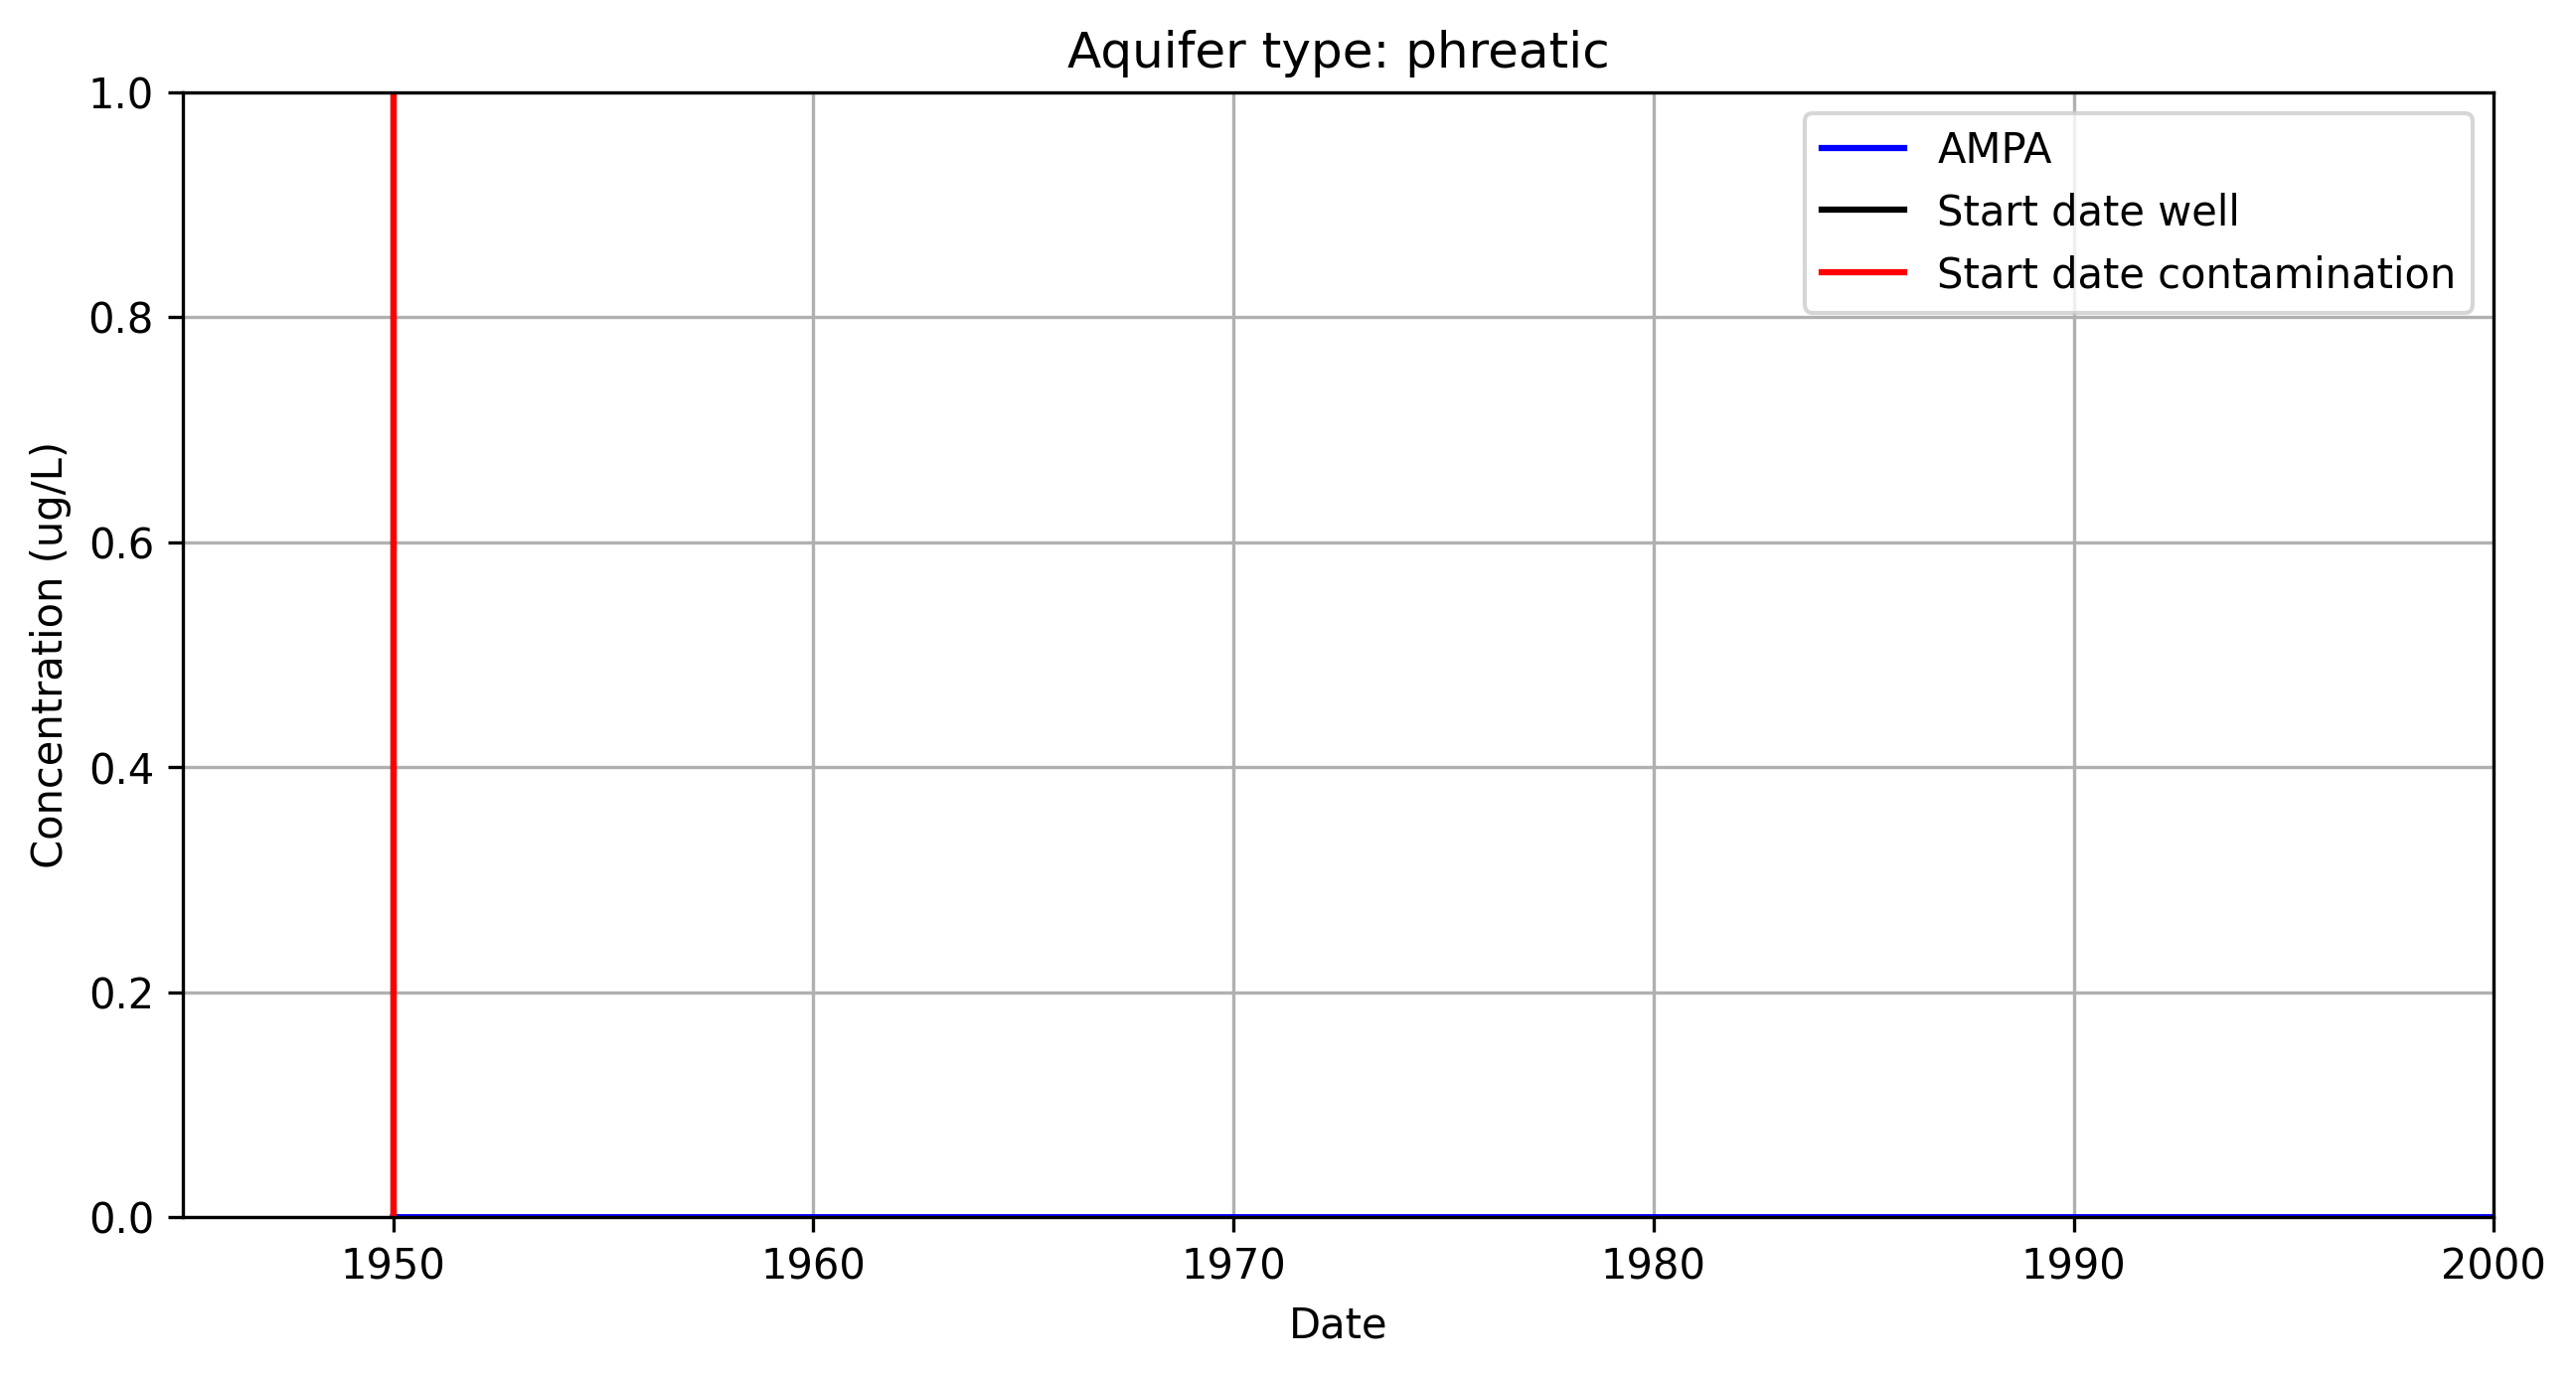 Aquifer type: phreatic
1.0
0.8
0.6
0.4
0.2
0.0
Concentration (ug/L)
AMPA
Start date well
Start date contamination
1950 1960 1970 1980 1990 2000
Date